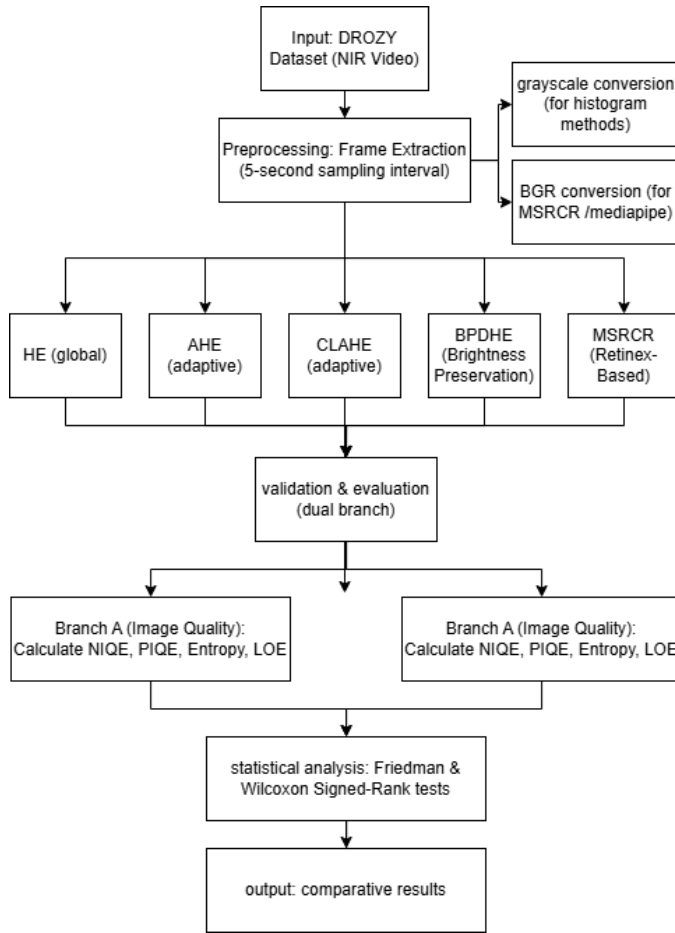 Input: DROZY
Dataset (NIR Video)
grayscale conversion
(for histogram
methods)
Preprocessing: Frame Extraction
(5-second sampling interval)
BGR conversion (for
MSRCR /mediapipe)
HE (global)
AHE
(adaptive)
CLAHE
(adaptive)
BPDHE
(Brightness
Preservation)
MSRCR
(Retinex-
Based)
validation & evaluation
(dual branch)
Branch A (Image Quality):
Calculate NIQE, PIQE, Entropy, LOE
Branch A (Image Quality):
Calculate NIQE, PIQE, Entropy, LOE
statistical analysis: Friedman &
Wilcoxon Signed-Rank tests
output: comparative results